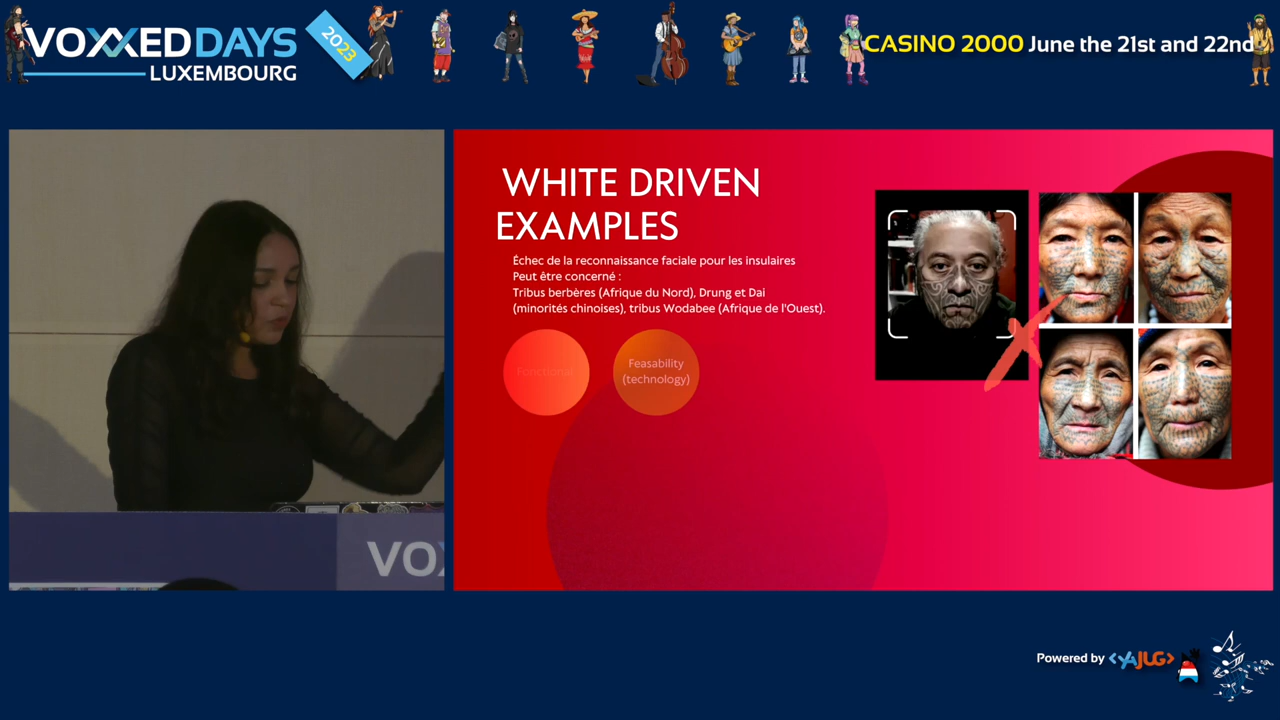 VOXXED DAYS
LUXEMBOURG
2023
CASINO 2000 June the 21st and 22nd
WHITE DRIVEN
EXAMPLES
Échec de la reconnaissance faciale pour les insulaires
Peut être concerné :
Tribus berbères (Afrique du Nord), Drung et Dai
(minorités chinoises), tribus Wodabee (Afrique de l'Ouest).
Fonctional
Feasability
(technology)
VOX
Powered by <YAJUG>